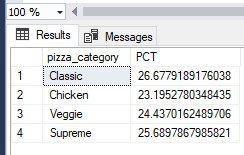 100 %
Results Messages
pizza_category PCT
1 Classic 26.6779189176038
2 Chicken 23.1952780348435
3 Veggie 24.4370162489706
4 Supreme 25.6897867985821